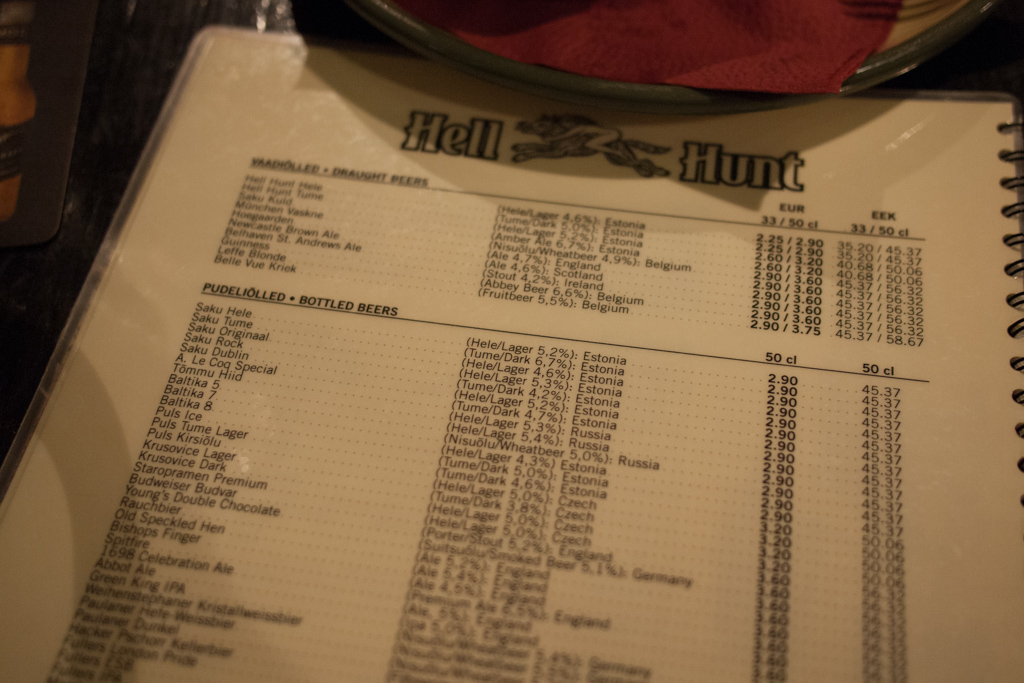 Hell Hunt
VAADIÕLLED • DRAUGHT BEERS EUR EEK
33 / 50 cl 33 / 50 cl
Hell Hunt Hele (Hele/Lager 4,6%): Estonia 2.25 / 2.90 35.20 / 45.37
Hell Hunt Tume (Tume/Dark 5,0%): Estonia 2.25 / 2.90 35.20 / 45.37
Saku Kuld (Hele/Lager 5,2%): Estonia 2.60 / 3.20 40.68 / 50.06
München Vaskne (Amber Ale 6,7%): Estonia 2.60 / 3.20 40.68 / 50.06
Hoegaarden (Nisuõlu/Wheatbeer 4,9%): Belgium 2.90 / 3.60 45.37 / 56.32
Newcastle Brown Ale (Ale 4,7%): England 2.90 / 3.60 45.37 / 56.32
Belhaven St. Andrews Ale (Ale 4,6%): Scotland 2.90 / 3.60 45.37 / 56.32
Guinness (Stout 4,2%): Ireland 2.90 / 3.60 45.37 / 56.32
Leffe Blonde (Abbey Beer 6,6%): Belgium 2.90 / 3.60 45.37 / 56.32
Belle Vue Kriek (Fruitbeer 5,5%): Belgium 2.90 / 3.75 45.37 / 58.67
PUDELIÕLLED • BOTTLED BEERS 50 cl 50 cl
Saku Hele (Hele/Lager 5,2%): Estonia 2.90 45.37
Saku Tume (Tume/Dark 6,7%): Estonia 2.90 45.37
Saku Originaal (Hele/Lager 4,6%): Estonia 2.90 45.37
Saku Rock (Hele/Lager 5,3%): Estonia 2.90 45.37
Saku Dublin (Tume/Dark 4,2%): Estonia 2.90 45.37
A. Le Coq Special (Hele/Lager 5,2%): Estonia 2.90 45.37
Tõmmu Hiid (Tume/Dark 4,7%): Estonia 2.90 45.37
Baltika 5 (Hele/Lager 5,3%): Russia 2.90 45.37
Baltika 7 (Hele/Lager 5,4%): Russia 2.90 45.37
Baltika 8 (Nisuõlu/Wheatbeer 5,0%): Russia 2.90 45.37
Puls Ice (Hele/Lager 4,3%) Estonia 2.90 45.37
Puls Tume Lager (Tume/Dark 5,0%): Estonia 2.90 45.37
Puls Kirsiõlu (Tume/Dark 4,6%): Estonia 2.90 45.37
Krusovice Lager (Hele/Lager 5,0%): Czech 3.20 50.06
Krusovice Dark (Tume/Dark 3,8%): Czech 3.20 50.06
Staropramen Premium (Hele/Lager 5,0%): Czech 3.20 50.06
Budweiser Budvar (Hele/Lager 5,0%): Czech 3.20 50.06
Young's Double Chocolate (Porter/Stout 5,2%): England 3.60
Rauchbier (Suitsuõlu/Smoked Beer 5,1%): Germany 3.60
Old Speckled Hen (Ale 5,2%): England 3.60
Bishops Finger England 3.60
Spitfire England 3.60
1698 Celebration Ale England
Abbot Ale England
Green King IPA
Weihenstephaner Kristallweissbier Germany
Paulaner Hefe-Weissbier
Paulaner Dunkel
Hacker Pschorr Kellerbier
Fullers London Pride
Fullers ESB